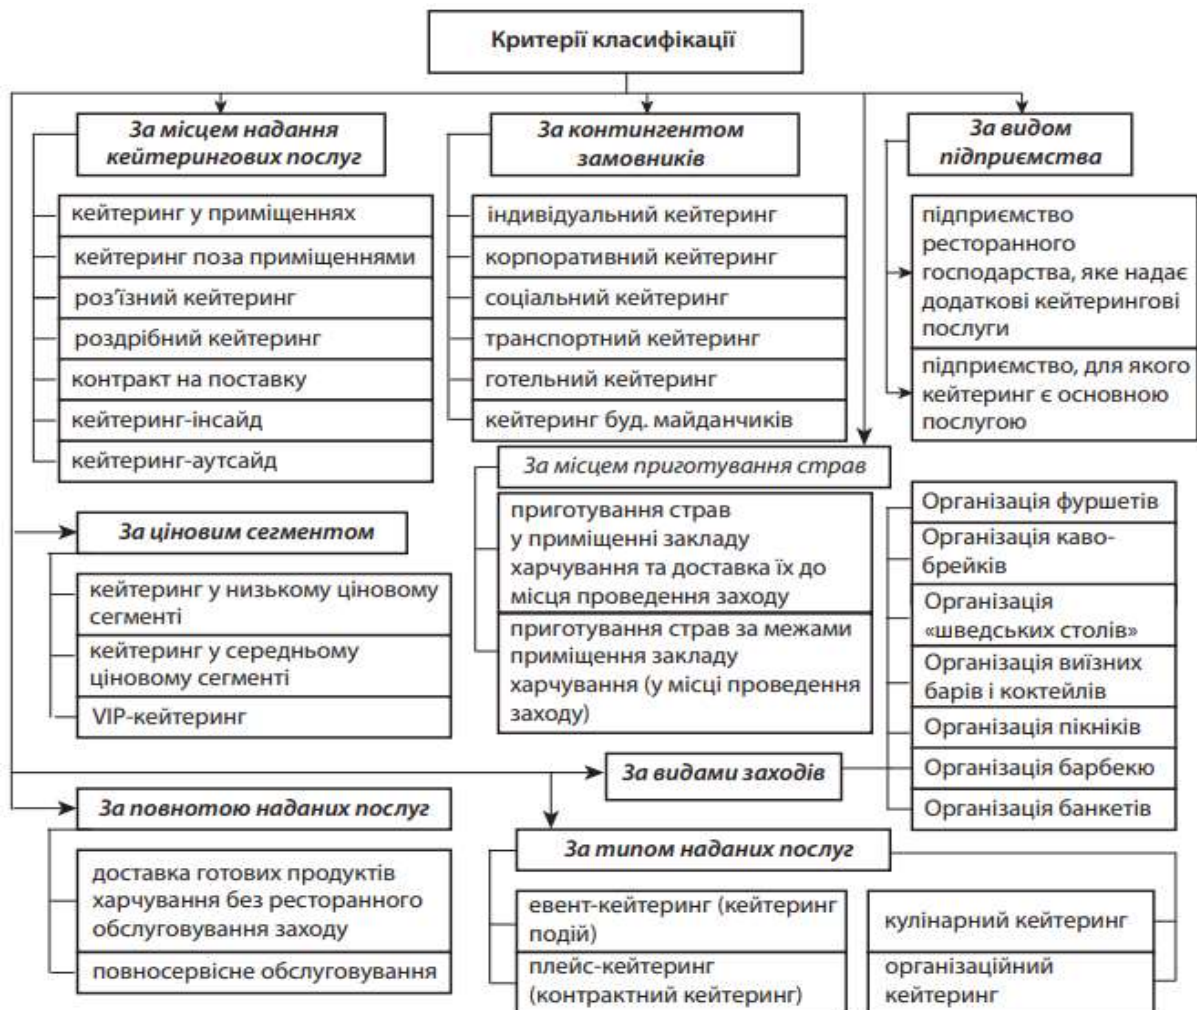 Критерії класифікації
За місцем надання
кейтерингових послуг
кейтеринг у приміщеннях
кейтеринг поза приміщеннями
роз’їзний кейтеринг
роздрібний кейтеринг
контракт на поставку
кейтеринг-інсайд
кейтеринг-аутсайд
За контингентом
замовників
індивідуальний кейтеринг
корпоративний кейтеринг
соціальний кейтеринг
транспортний кейтеринг
готельний кейтеринг
кейтеринг буд. майданчиків
За видом
підприємства
підприємство
ресторанного
господарства, яке надає
додаткові кейтерингові
послуги
підприємство, для якого
кейтеринг є основною
послугою
За місцем приготування страв
приготування страв
у приміщенні закладу
харчування та доставка їх до
місця проведення заходу
приготування страв за межами
приміщення закладу
харчування (у місці проведення
заходу)
За ціновим сегментом
кейтеринг у низькому ціновому
сегменті
кейтеринг у середньому
ціновому сегменті
VIP-кейтеринг
За видами заходів
Організація фуршетів
Організація каво-
брейків
Організація
«шведських столів»
Організація виїзних
барів і коктейлів
Організація пікніків
Організація барбекю
Організація банкетів
За повнотою наданих послуг
доставка готових продуктів
харчування без ресторанного
обслуговування заходу
повносервісне обслуговування
За типом наданих послуг
евент-кейтеринг (кейтеринг
подій)
плейс-кейтеринг
(контрактний кейтеринг)
кулінарний кейтеринг
організаційний
кейтеринг